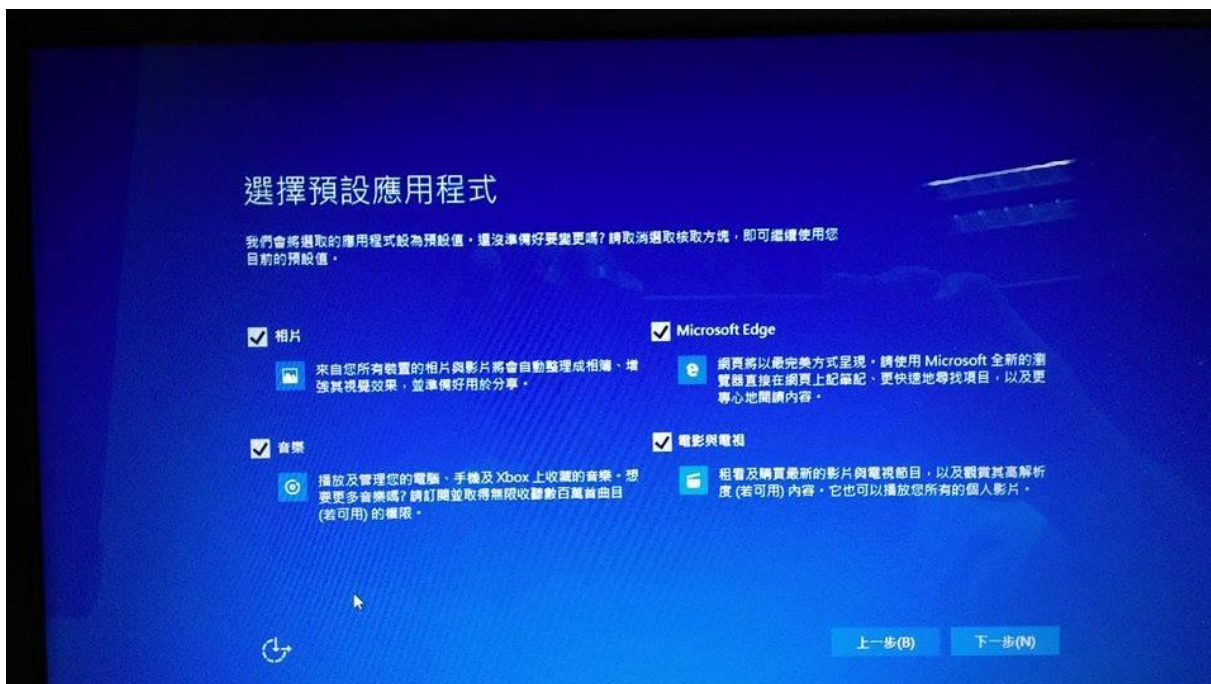 選擇預設應用程式
我們會將選取的應用程式設為預設值。還沒準備好要變更嗎? 請取消選取核取方塊，即可繼續使用您
目前的預設值。
相片
來自您所有裝置的相片與影片將會自動整理成相簿、增
強其視覺效果，並準備好用於分享。
Microsoft Edge
網頁將以最完美方式呈現。請使用 Microsoft 全新的瀏
覽器直接在網頁上記筆記、更快速地尋找項目，以及更
專心地閱讀內容。
音樂
播放及管理您的電腦、手機及 Xbox 上收藏的音樂。想
要更多音樂嗎? 請訂閱並取得無限收聽數百萬首曲目
(若可用) 的權限。
電影與電視
租看及購買最新的影片與電視節目，以及觀賞其高解析
度 (若可用) 內容。它也可以播放您所有的個人影片。
上一步(B)
下一步(N)